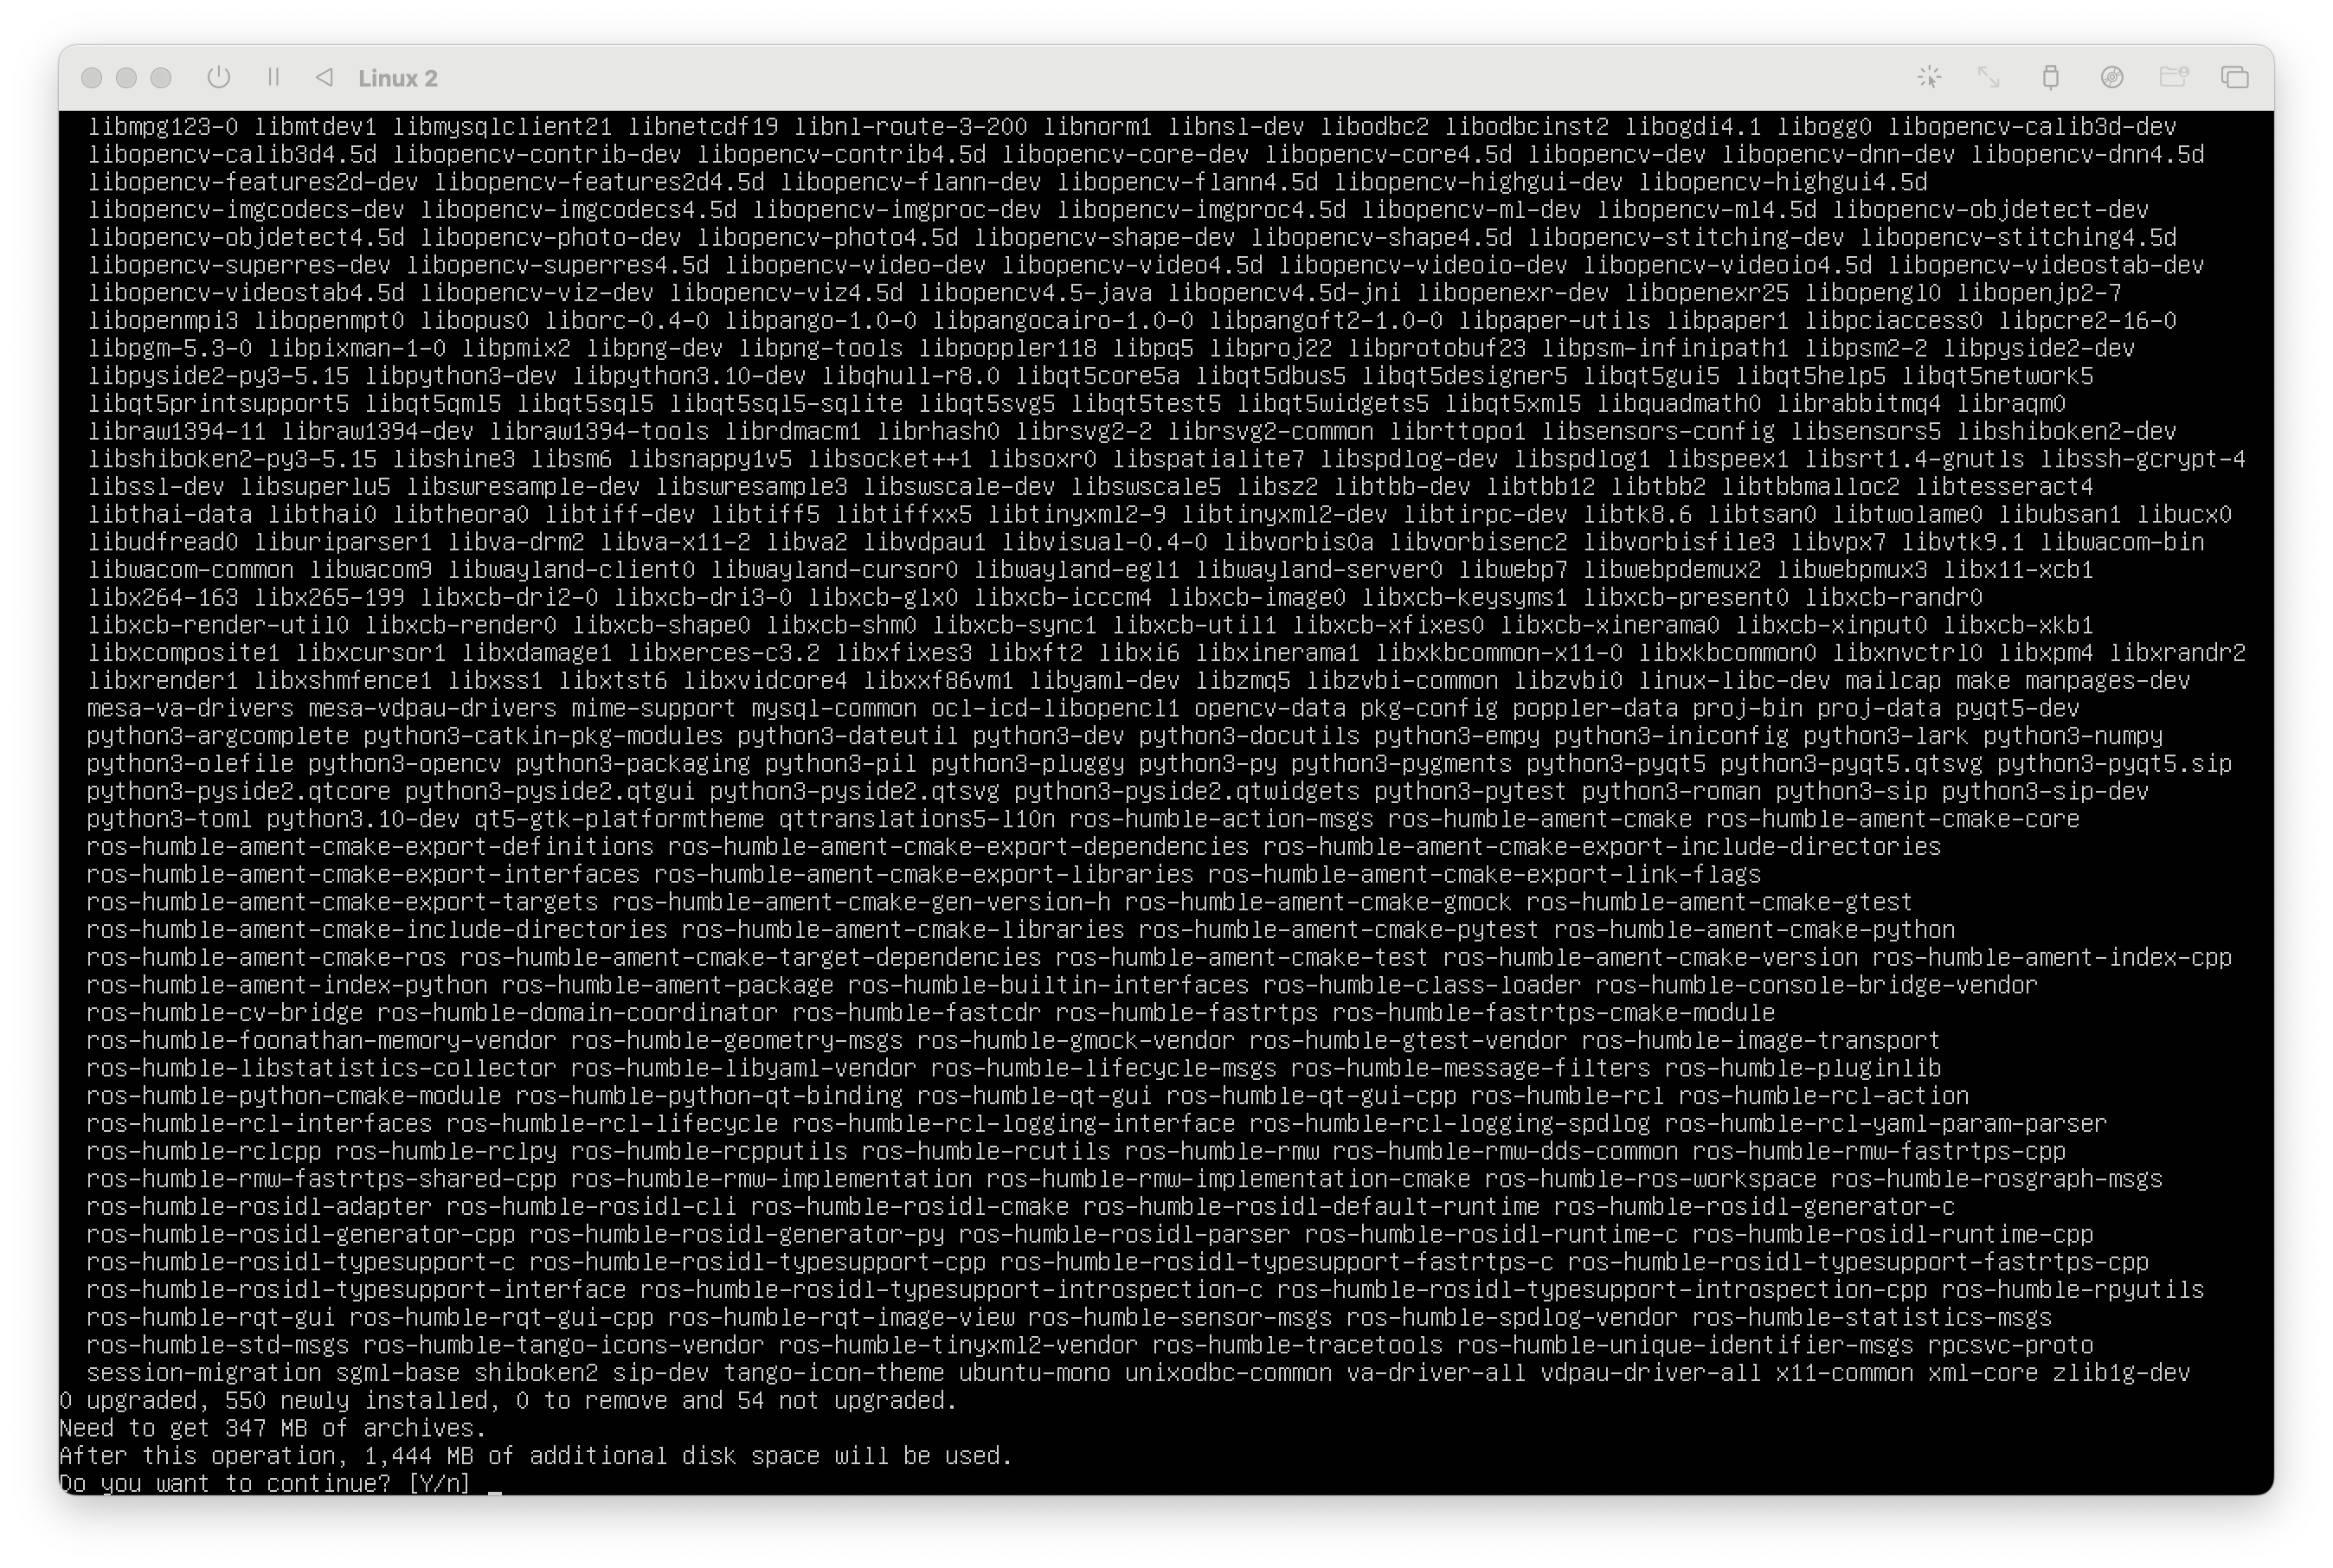 Linux 2
libmpg123-0 libmtdev1 libmysqlclient21 libnetcdf19 libnl-route-3-200 libnorm1 libnsl-dev libodbc2 libodbcinst2 libogdi4.1 libogg0 libopencv-calib3d-dev
libopencv-calib3d4.5d libopencv-contrib-dev libopencv-contrib4.5d libopencv-core-dev libopencv-core4.5d libopencv-dev libopencv-dnn-dev libopencv-dnn4.5d
libopencv-features2d-dev libopencv-features2d4.5d libopencv-flann-dev libopencv-flann4.5d libopencv-highgui-dev libopencv-highgui4.5d
libopencv-imgcodecs-dev libopencv-imgcodecs4.5d libopencv-imgproc-dev libopencv-imgproc4.5d libopencv-ml-dev libopencv-ml4.5d libopencv-objdetect-dev
libopencv-objdetect4.5d libopencv-photo-dev libopencv-photo4.5d libopencv-shape-dev libopencv-shape4.5d libopencv-stitching-dev libopencv-stitching4.5d
libopencv-superres-dev libopencv-superres4.5d libopencv-video-dev libopencv-video4.5d libopencv-videoio-dev libopencv-videoio4.5d libopencv-videostab-dev
libopencv-videostab4.5d libopencv-viz-dev libopencv-viz4.5d libopencv4.5-java libopencv4.5d-jni libopenexr-dev libopenexr25 libopengl0 libopenjp2-7
libopenmpi3 libopenmpt0 libopus0 liborc-0.4-0 libpango-1.0-0 libpangocairo-1.0-0 libpangoft2-1.0-0 libpaper-utils libpaper1 libpciaccess0 libpcre2-16-0
libpgm-5.3-0 libpixman-1-0 libpmix2 libpng-dev libpng-tools libpoppler118 libpq5 libproj22 libprotobuf23 libpsm-infinipath1 libpsm2-2 libpyside2-dev
libpyside2-py3-5.15 libpython3-dev libpython3.10-dev libqhull-r8.0 libqt5core5a libqt5dbus5 libqt5designer5 libqt5gui5 libqt5help5 libqt5network5
libqt5printsupport5 libqt5qml5 libqt5sql5 libqt5sql5-sqlite libqt5svg5 libqt5test5 libqt5widgets5 libqt5xml5 libquadmath0 librabbitmq4 libraqm0
libraw1394-11 libraw1394-dev libraw1394-tools librdmacm1 librhash0 librsvg2-2 librsvg2-common librttopo1 libsensors-config libsensors5 libshiboken2-dev
libshiboken2-py3-5.15 libshine3 libsm6 libsnappy1v5 libsocket++1 libsoxr0 libspatialite7 libspdlog-dev libspdlog1 libspeex1 libsrt1.4-gnutls libssh-gcrypt-4
libssl-dev libsuperlu5 libswresample-dev libswresample3 libswscale-dev libswscale5 libsz2 libtbb-dev libtbb12 libtbb2 libtbbmalloc2 libtesseract4
libthai-data libthai0 libtheora0 libtiff-dev libtiff5 libtiffxx5 libtinyxml2-9 libtinyxml2-dev libtirpc-dev libtk8.6 libtsan0 libtwolame0 libubsan1 libucx0
libudfread0 liburiparser1 libva-drm2 libva-x11-2 libva2 libvdpau1 libvisual-0.4-0 libvorbis0a libvorbisenc2 libvorbisfile3 libvpx7 libvtk9.1 libwacom-bin
libwacom-common libwacom9 libwayland-client0 libwayland-cursor0 libwayland-egl1 libwayland-server0 libwebp7 libwebpdemux2 libwebpmux3 libx11-xcb1
libx264-163 libx265-199 libxcb-dri2-0 libxcb-dri3-0 libxcb-glx0 libxcb-icccm4 libxcb-image0 libxcb-keysyms1 libxcb-present0 libxcb-randr0
libxcb-render-util0 libxcb-render0 libxcb-shape0 libxcb-shm0 libxcb-sync1 libxcb-util1 libxcb-xfixes0 libxcb-xinerama0 libxcb-xinput0 libxcb-xkb1
libxcomposite1 libxcursor1 libxdamage1 libxerces-c3.2 libxfixes3 libxft2 libxi6 libxinerama1 libxkbcommon-x11-0 libxkbcommon0 libxnvctrl0 libxpm4 libxrandr2
libxrender1 libxshmfence1 libxss1 libxtst6 libxvidcore4 libxxf86vm1 libyaml-dev libzmq5 libzvbi-common libzvbi0 linux-libc-dev mailcap make manpages-dev
mesa-va-drivers mesa-vdpau-drivers mime-support mysql-common ocl-icd-libopencl1 opencv-data pkg-config poppler-data proj-bin proj-data pyqt5-dev
python3-argcomplete python3-catkin-pkg-modules python3-dateutil python3-dev python3-docutils python3-empy python3-iniconfig python3-lark python3-numpy
python3-olefile python3-opencv python3-packaging python3-pil python3-pluggy python3-py python3-pygments python3-pyqt5 python3-pyqt5.qtsvg python3-pyqt5.sip
python3-pyside2.qtcore python3-pyside2.qtgui python3-pyside2.qtsvg python3-pyside2.qtwidgets python3-pytest python3-roman python3-sip python3-sip-dev
python3-toml python3.10-dev qt5-gtk-platformtheme qttranslations5-l10n ros-humble-action-msgs ros-humble-ament-cmake ros-humble-ament-cmake-core
ros-humble-ament-cmake-export-definitions ros-humble-ament-cmake-export-dependencies ros-humble-ament-cmake-export-include-directories
ros-humble-ament-cmake-export-interfaces ros-humble-ament-cmake-export-libraries ros-humble-ament-cmake-export-link-flags
ros-humble-ament-cmake-export-targets ros-humble-ament-cmake-gen-version-h ros-humble-ament-cmake-gmock ros-humble-ament-cmake-gtest
ros-humble-ament-cmake-include-directories ros-humble-ament-cmake-libraries ros-humble-ament-cmake-pytest ros-humble-ament-cmake-python
ros-humble-ament-cmake-ros ros-humble-ament-cmake-target-dependencies ros-humble-ament-cmake-test ros-humble-ament-cmake-version ros-humble-ament-index-cpp
ros-humble-ament-index-python ros-humble-ament-package ros-humble-builtin-interfaces ros-humble-class-loader ros-humble-console-bridge-vendor
ros-humble-cv-bridge ros-humble-domain-coordinator ros-humble-fastcdr ros-humble-fastrtps ros-humble-fastrtps-cmake-module
ros-humble-foonathan-memory-vendor ros-humble-geometry-msgs ros-humble-gmock-vendor ros-humble-gtest-vendor ros-humble-image-transport
ros-humble-libstatistics-collector ros-humble-libyaml-vendor ros-humble-lifecycle-msgs ros-humble-message-filters ros-humble-pluginlib
ros-humble-python-cmake-module ros-humble-python-qt-binding ros-humble-qt-gui ros-humble-qt-gui-cpp ros-humble-rcl ros-humble-rcl-action
ros-humble-rcl-interfaces ros-humble-rcl-lifecycle ros-humble-rcl-logging-interface ros-humble-rcl-logging-spdlog ros-humble-rcl-yaml-param-parser
ros-humble-rclcpp ros-humble-rclpy ros-humble-rcpputils ros-humble-rcutils ros-humble-rmw ros-humble-rmw-dds-common ros-humble-rmw-fastrtps-cpp
ros-humble-rmw-fastrtps-shared-cpp ros-humble-rmw-implementation ros-humble-rmw-implementation-cmake ros-humble-ros-workspace ros-humble-rosgraph-msgs
ros-humble-rosidl-adapter ros-humble-rosidl-cli ros-humble-rosidl-cmake ros-humble-rosidl-default-runtime ros-humble-rosidl-generator-c
ros-humble-rosidl-generator-cpp ros-humble-rosidl-generator-py ros-humble-rosidl-parser ros-humble-rosidl-runtime-c ros-humble-rosidl-runtime-cpp
ros-humble-rosidl-typesupport-c ros-humble-rosidl-typesupport-cpp ros-humble-rosidl-typesupport-fastrtps-c ros-humble-rosidl-typesupport-fastrtps-cpp
ros-humble-rosidl-typesupport-interface ros-humble-rosidl-typesupport-introspection-c ros-humble-rosidl-typesupport-introspection-cpp ros-humble-rpyutils
ros-humble-rqt-gui ros-humble-rqt-gui-cpp ros-humble-rqt-image-view ros-humble-sensor-msgs ros-humble-spdlog-vendor ros-humble-statistics-msgs
ros-humble-std-msgs ros-humble-tango-icons-vendor ros-humble-tinyxml2-vendor ros-humble-tracetools ros-humble-unique-identifier-msgs rpcsvc-proto
session-migration sgml-base shiboken2 sip-dev tango-icon-theme ubuntu-mono unixodbc-common va-driver-all vdpau-driver-all x11-common xml-core zlib1g-dev
0 upgraded, 550 newly installed, 0 to remove and 54 not upgraded.
Need to get 347 MB of archives.
After this operation, 1,444 MB of additional disk space will be used.
Do you want to continue? [Y/n]